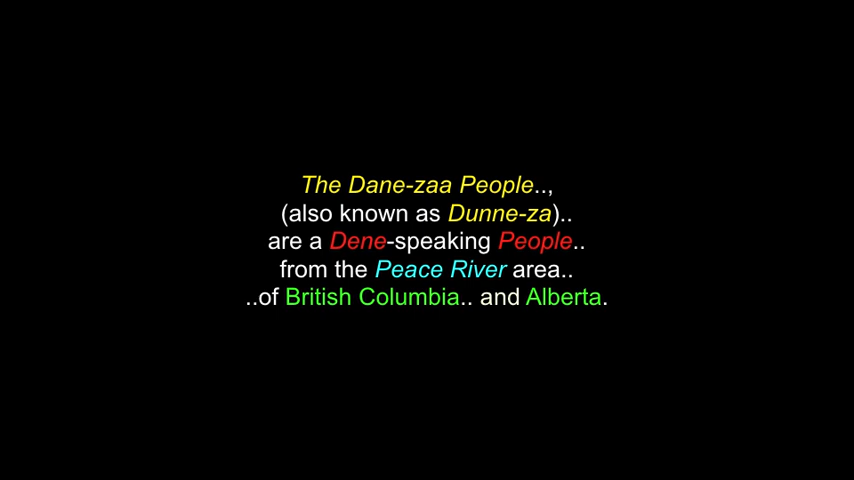 The Dane-zaa People..,
(also known as Dunne-za)..
are a Dene-speaking People..
from the Peace River area..
..of British Columbia.. and Alberta.